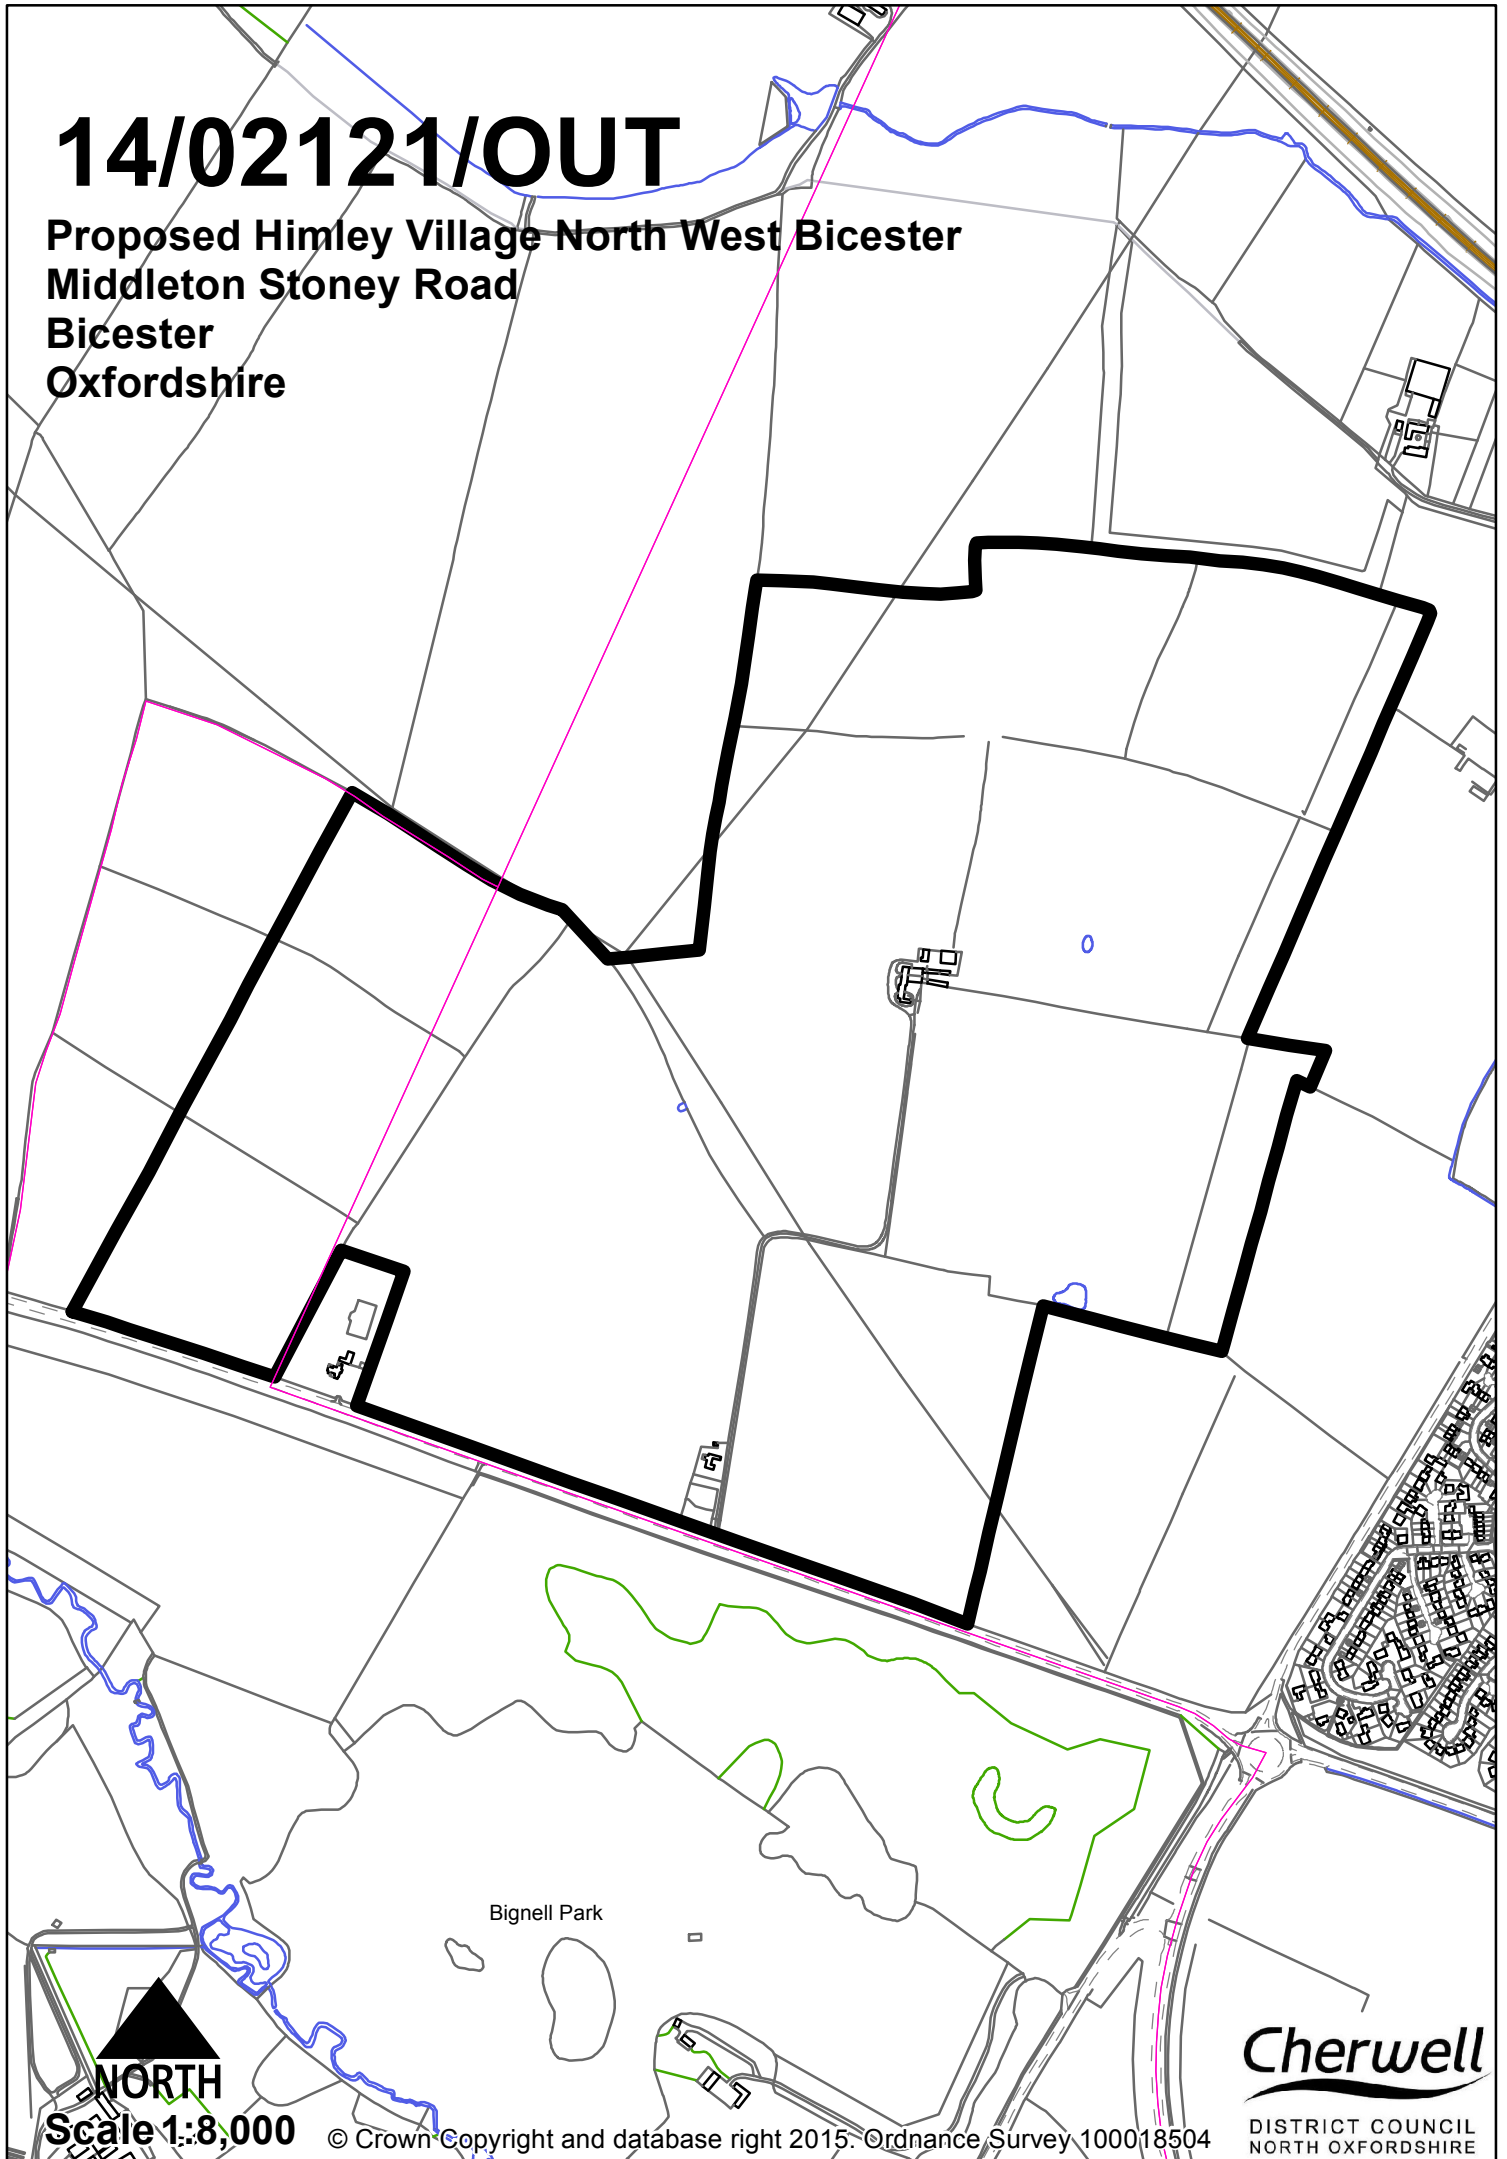 14/02121/OUT
Proposed Himley Village North West Bicester
Middleton Stoney Road
Bicester
Oxfordshire
Bignell Park
NORTH
Scale 1:8,000
© Crown Copyright and database right 2015. Ordnance Survey 100018504
Cherwell
DISTRICT COUNCIL
NORTH OXFORDSHIRE